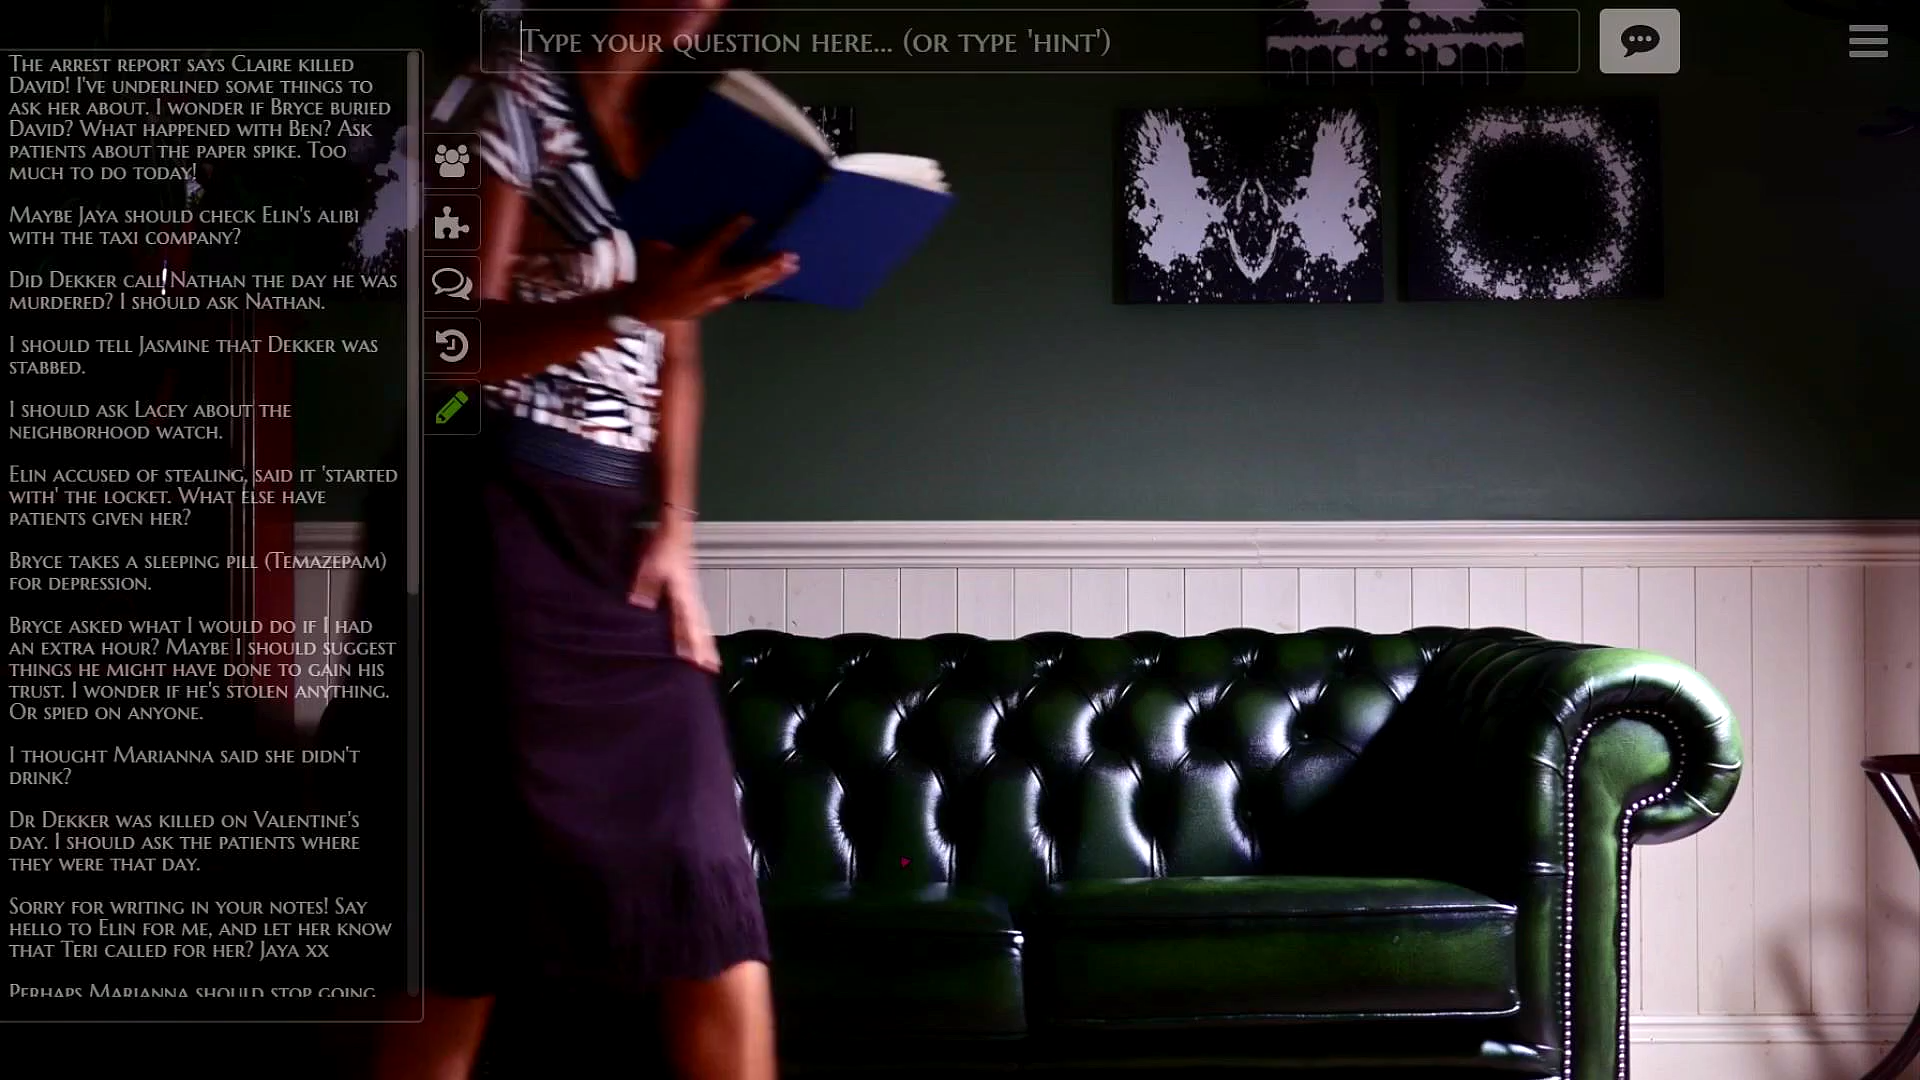 Type your question here... (or type 'hint')
The arrest report says Claire killed
David! I've underlined some things to
ask her about. I wonder if Bryce buried
David? What happened with Ben? Ask
patients about the paper spike. Too
much to do today!
Maybe Jaya should check Elin's alibi
with the taxi company?
Did Dekker call Nathan the day he was
murdered? I should ask Nathan.
I should tell Jasmine that Dekker was
stabbed.
I should ask Lacey about the
neighborhood watch.
Elin accused of stealing, said it 'started
with' the locket. What else have
patients given her?
Bryce takes a sleeping pill (Temazepam)
for depression.
Bryce asked what I would do if I had
an extra hour? Maybe I should suggest
things he might have done to gain his
trust. I wonder if he's stolen anything.
Or spied on anyone.
I thought Marianna said she didn't
drink?
Dr Dekker was killed on Valentine's
day. I should ask the patients where
they were that day.
Sorry for writing in your notes! Say
hello to Elin for me, and let her know
that Teri called for her? Jaya xx
Perhaps Marianna should stop going